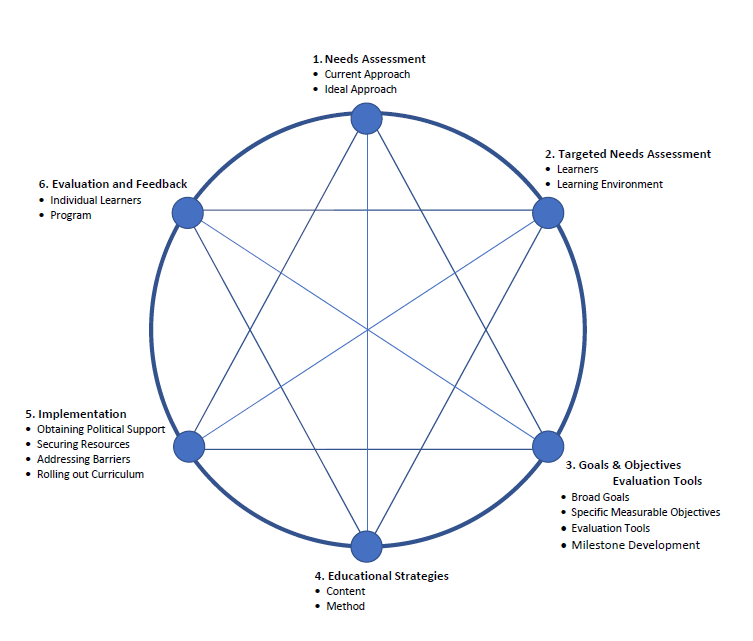 1. Needs Assessment
• Current Approach
• Ideal Approach
2. Targeted Needs Assessment
• Learners
• Learning Environment
3. Goals & Objectives
Evaluation Tools
• Broad Goals
• Specific Measurable Objectives
• Evaluation Tools
• Milestone Development
4. Educational Strategies
• Content
• Method
5. Implementation
• Obtaining Political Support
• Securing Resources
• Addressing Barriers
• Rolling out Curriculum
6. Evaluation and Feedback
• Individual Learners
• Program